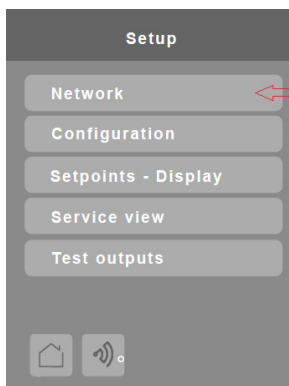 Setup
Network
Configuration
Setpoints - Display
Service view
Test outputs